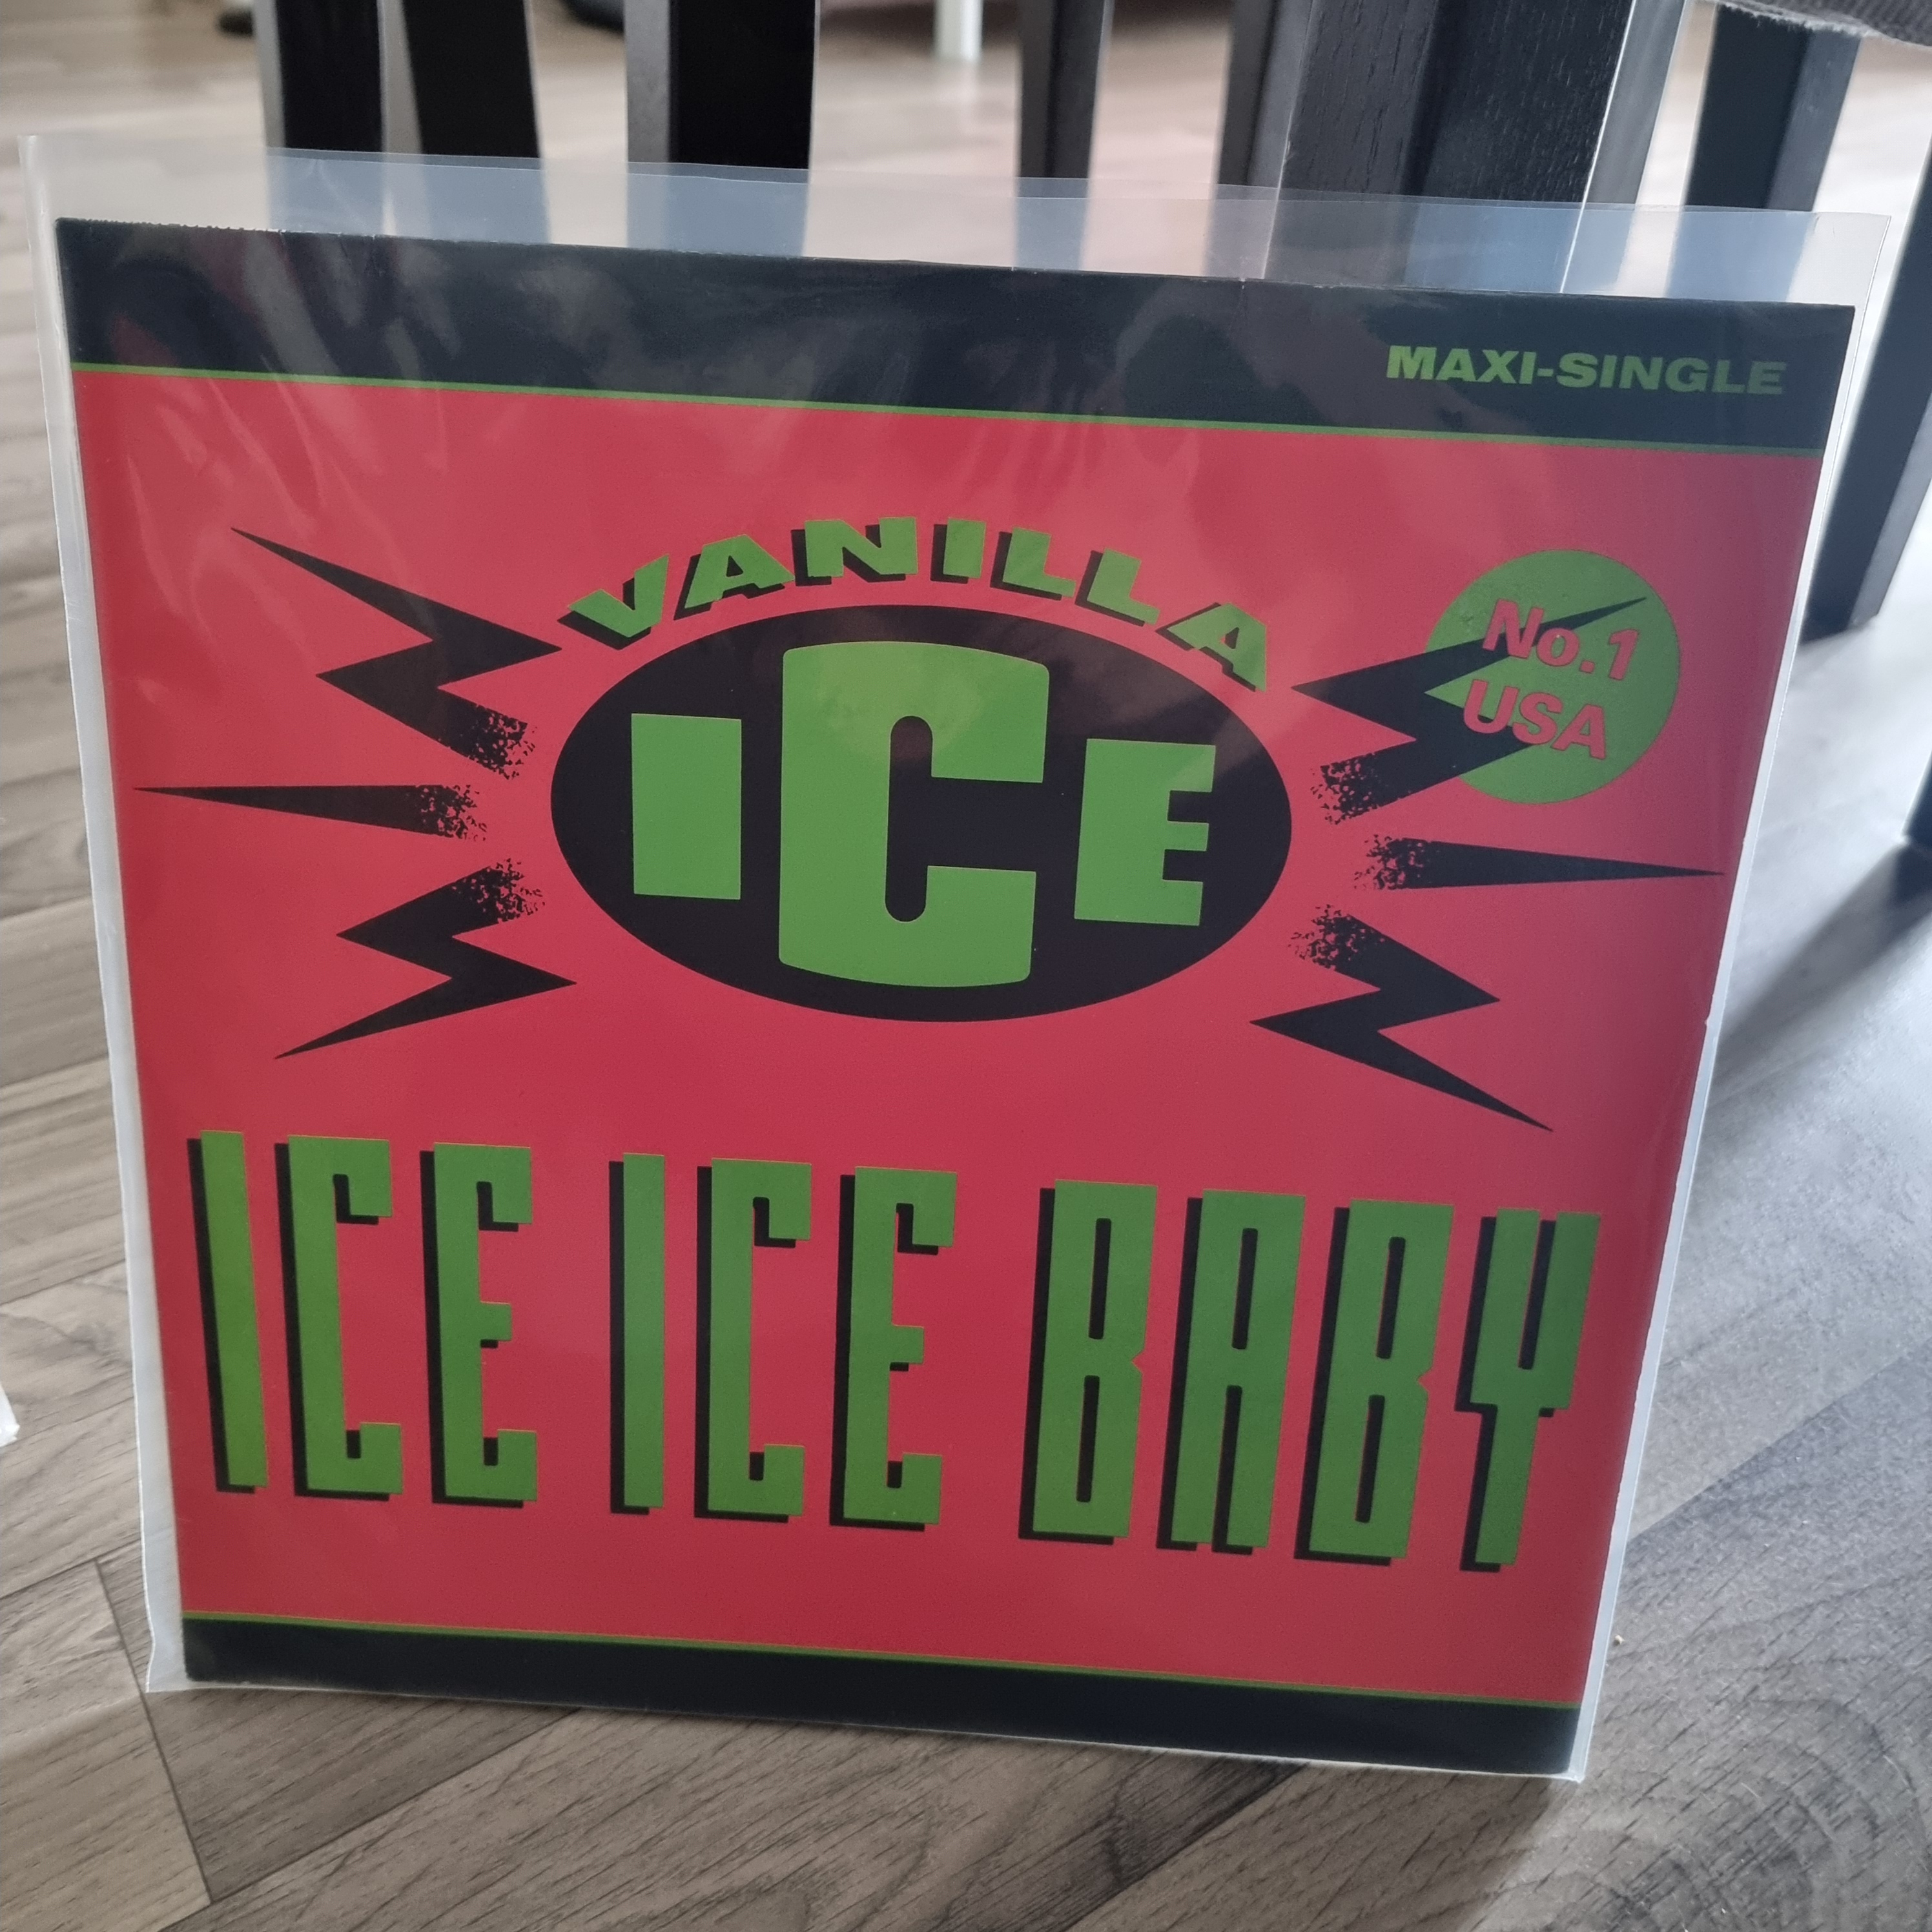 MAXI-SINGLE
VANILLA
ICE
No.1
USA
ICE ICE BABY